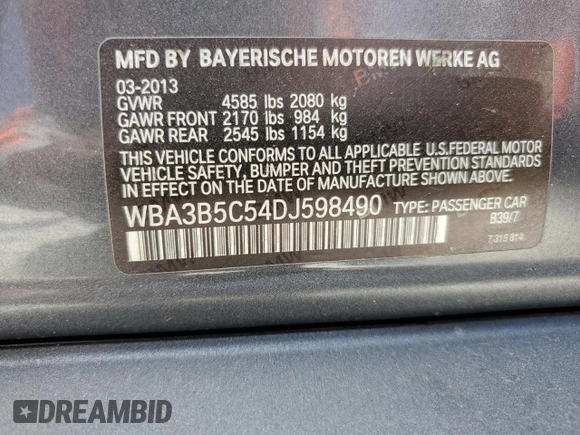 MFD BY BAYERISCHE MOTOREN WERKE AG
03-2013
GVWR 4585 lbs 2080 kg
GAWR FRONT 2170 lbs 984 kg
GAWR REAR 2545 lbs 1154 kg
THIS VEHICLE CONFORMS TO ALL APPLICABLE U.S.FEDERAL MOTOR
VEHICLE SAFETY, BUMPER AND THEFT PREVENTION STANDARDS
IN EFFECT ON THE DATE OF MANUFACTURE SHOWN ABOVE.
WBA3B5C54DJ598490 TYPE: PASSENGER CAR
B39/7
7 319 814
DREAMBID